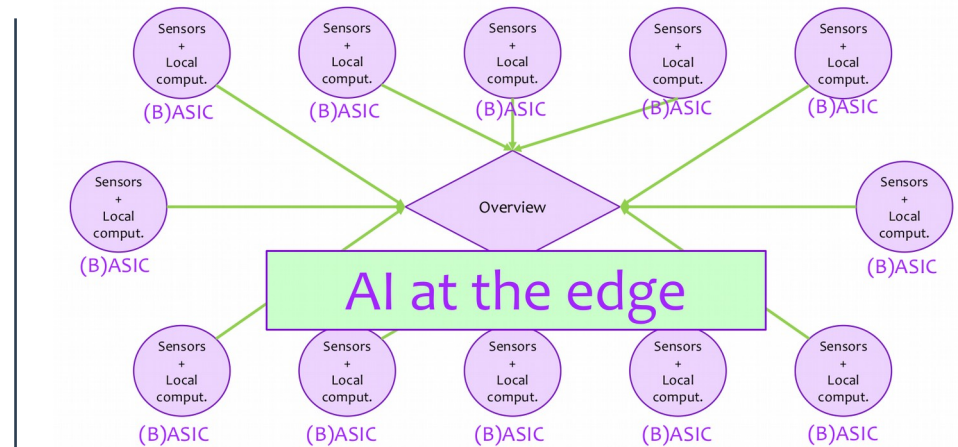 Sensors
+
Local
comput.
(B)ASIC
Sensors
+
Local
comput.
(B)ASIC
Sensors
+
Local
comput.
(B)ASIC
Sensors
+
Local
comput.
(B)ASIC
Sensors
+
Local
comput.
(B)ASIC
Sensors
+
Local
comput.
(B)ASIC
Overview
Sensors
+
Local
comput.
(B)ASIC
AI at the edge
Sensors
+
Local
comput.
(B)ASIC
Sensors
+
Local
comput.
(B)ASIC
Sensors
+
Local
comput.
(B)ASIC
Sensors
+
Local
comput.
(B)ASIC
Sensors
+
Local
comput.
(B)ASIC